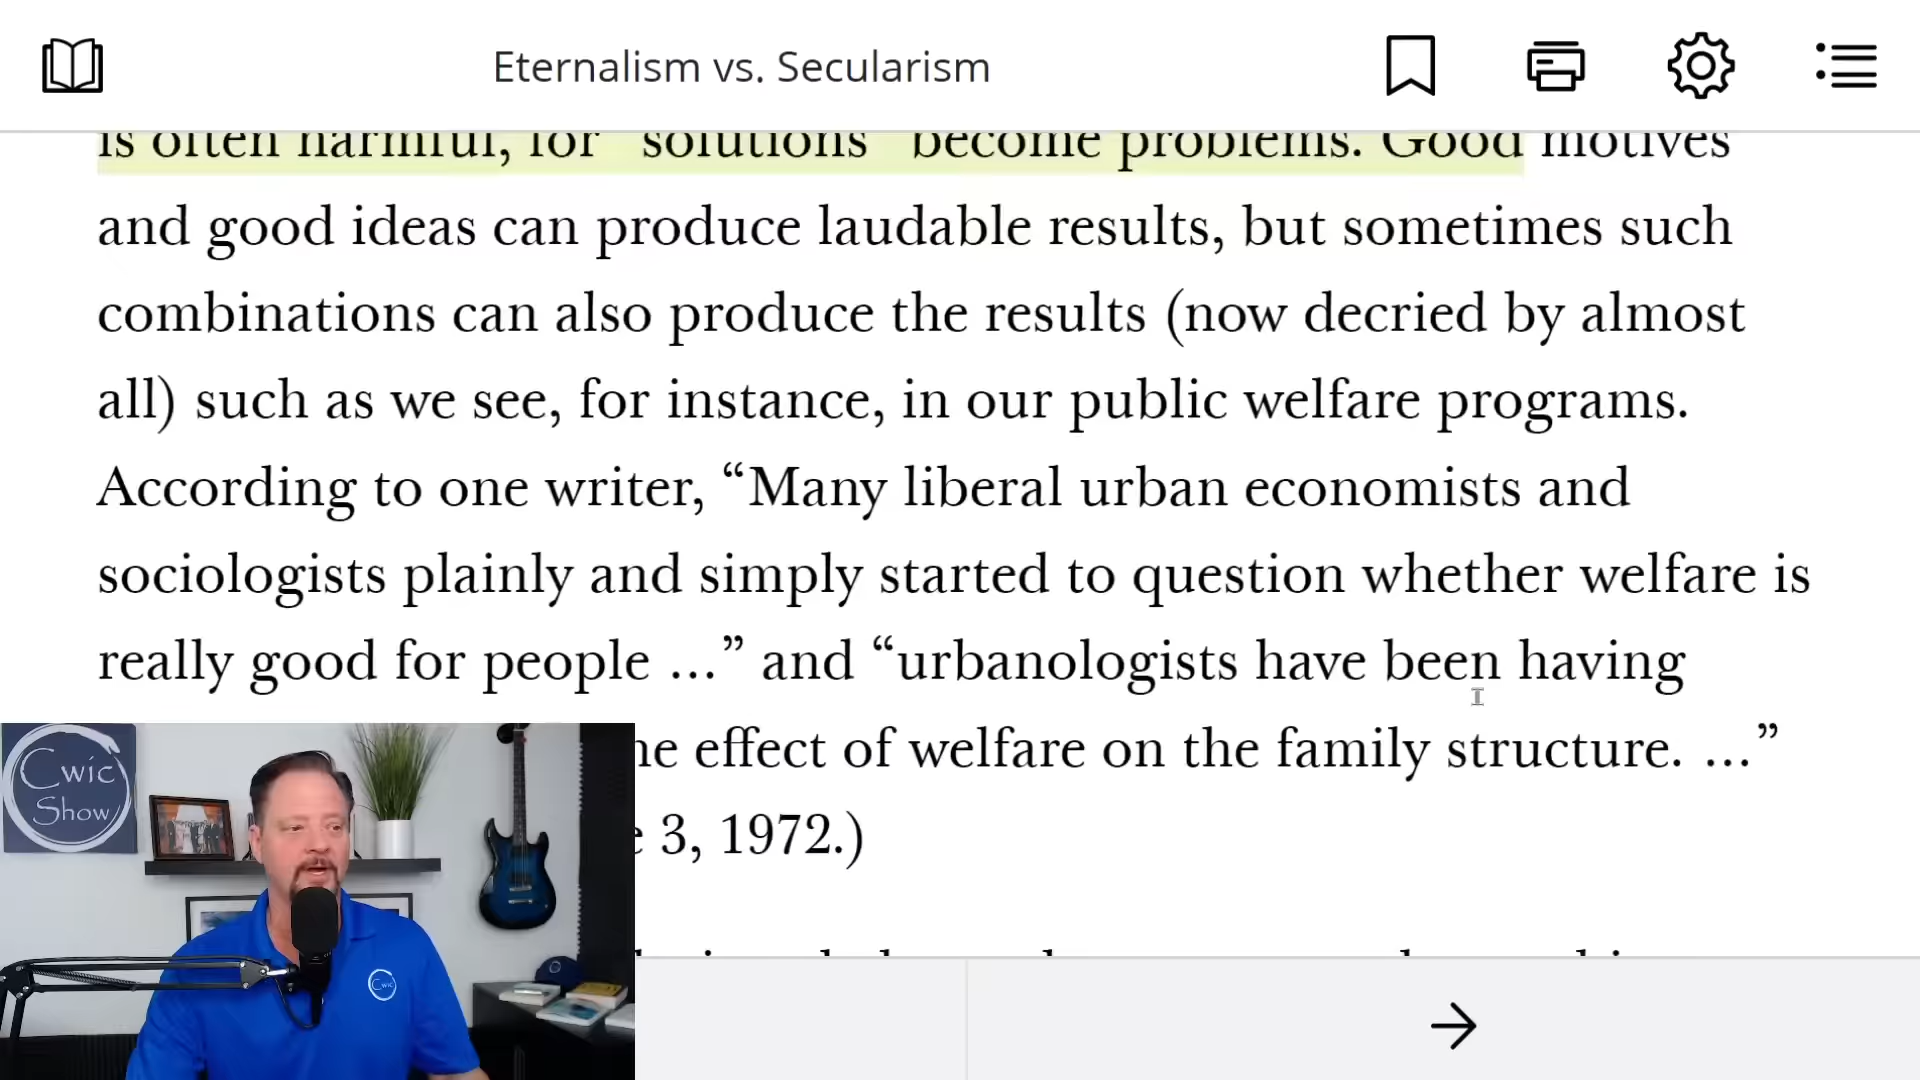 Eternalism vs. Secularism
is often harmful, for “solutions” become problems. Good motives
and good ideas can produce laudable results, but sometimes such
combinations can also produce the results (now decried by almost
all) such as we see, for instance, in our public welfare programs.
According to one writer, “Many liberal urban economists and
sociologists plainly and simply started to question whether welfare is
really good for people …” and “urbanologists have been having
effect of welfare on the family structure. …”
3, 1972.)
Cwic
Show
Cwic